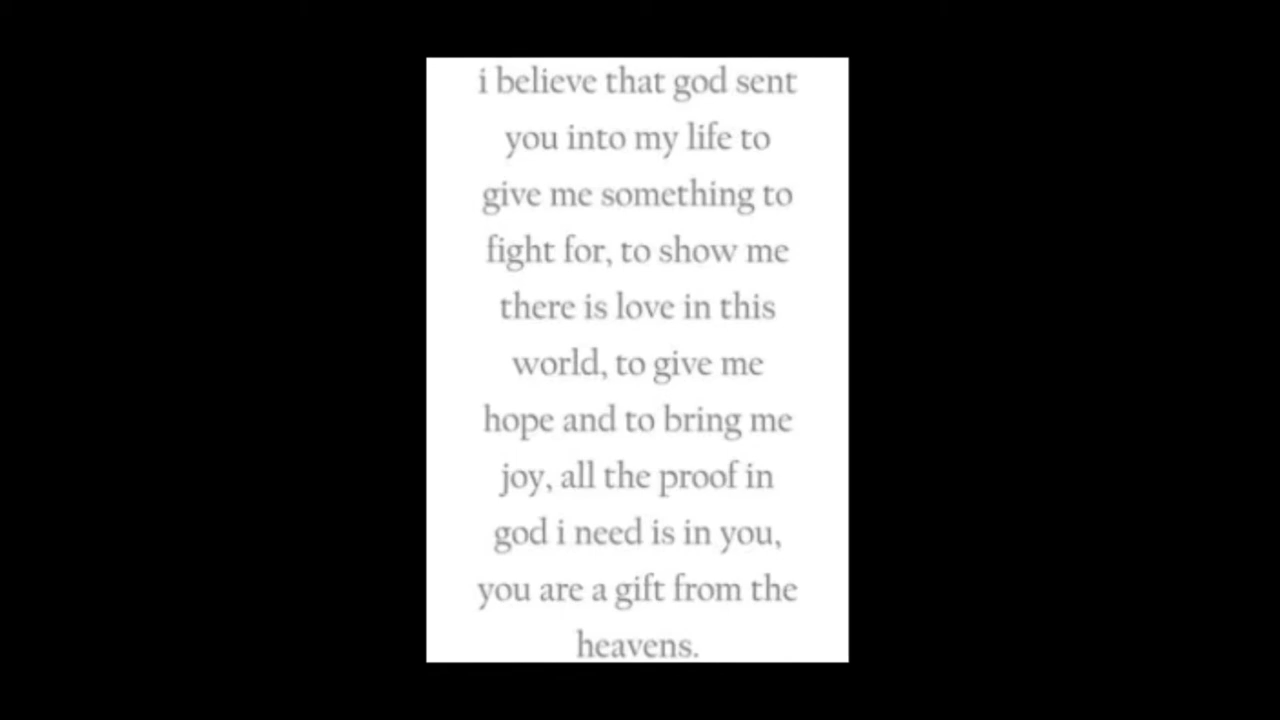 i believe that god sent
you into my life to
give me something to
fight for, to show me
there is love in this
world, to give me
hope and to bring me
joy, all the proof in
god i need is in you,
you are a gift from the
heavens.